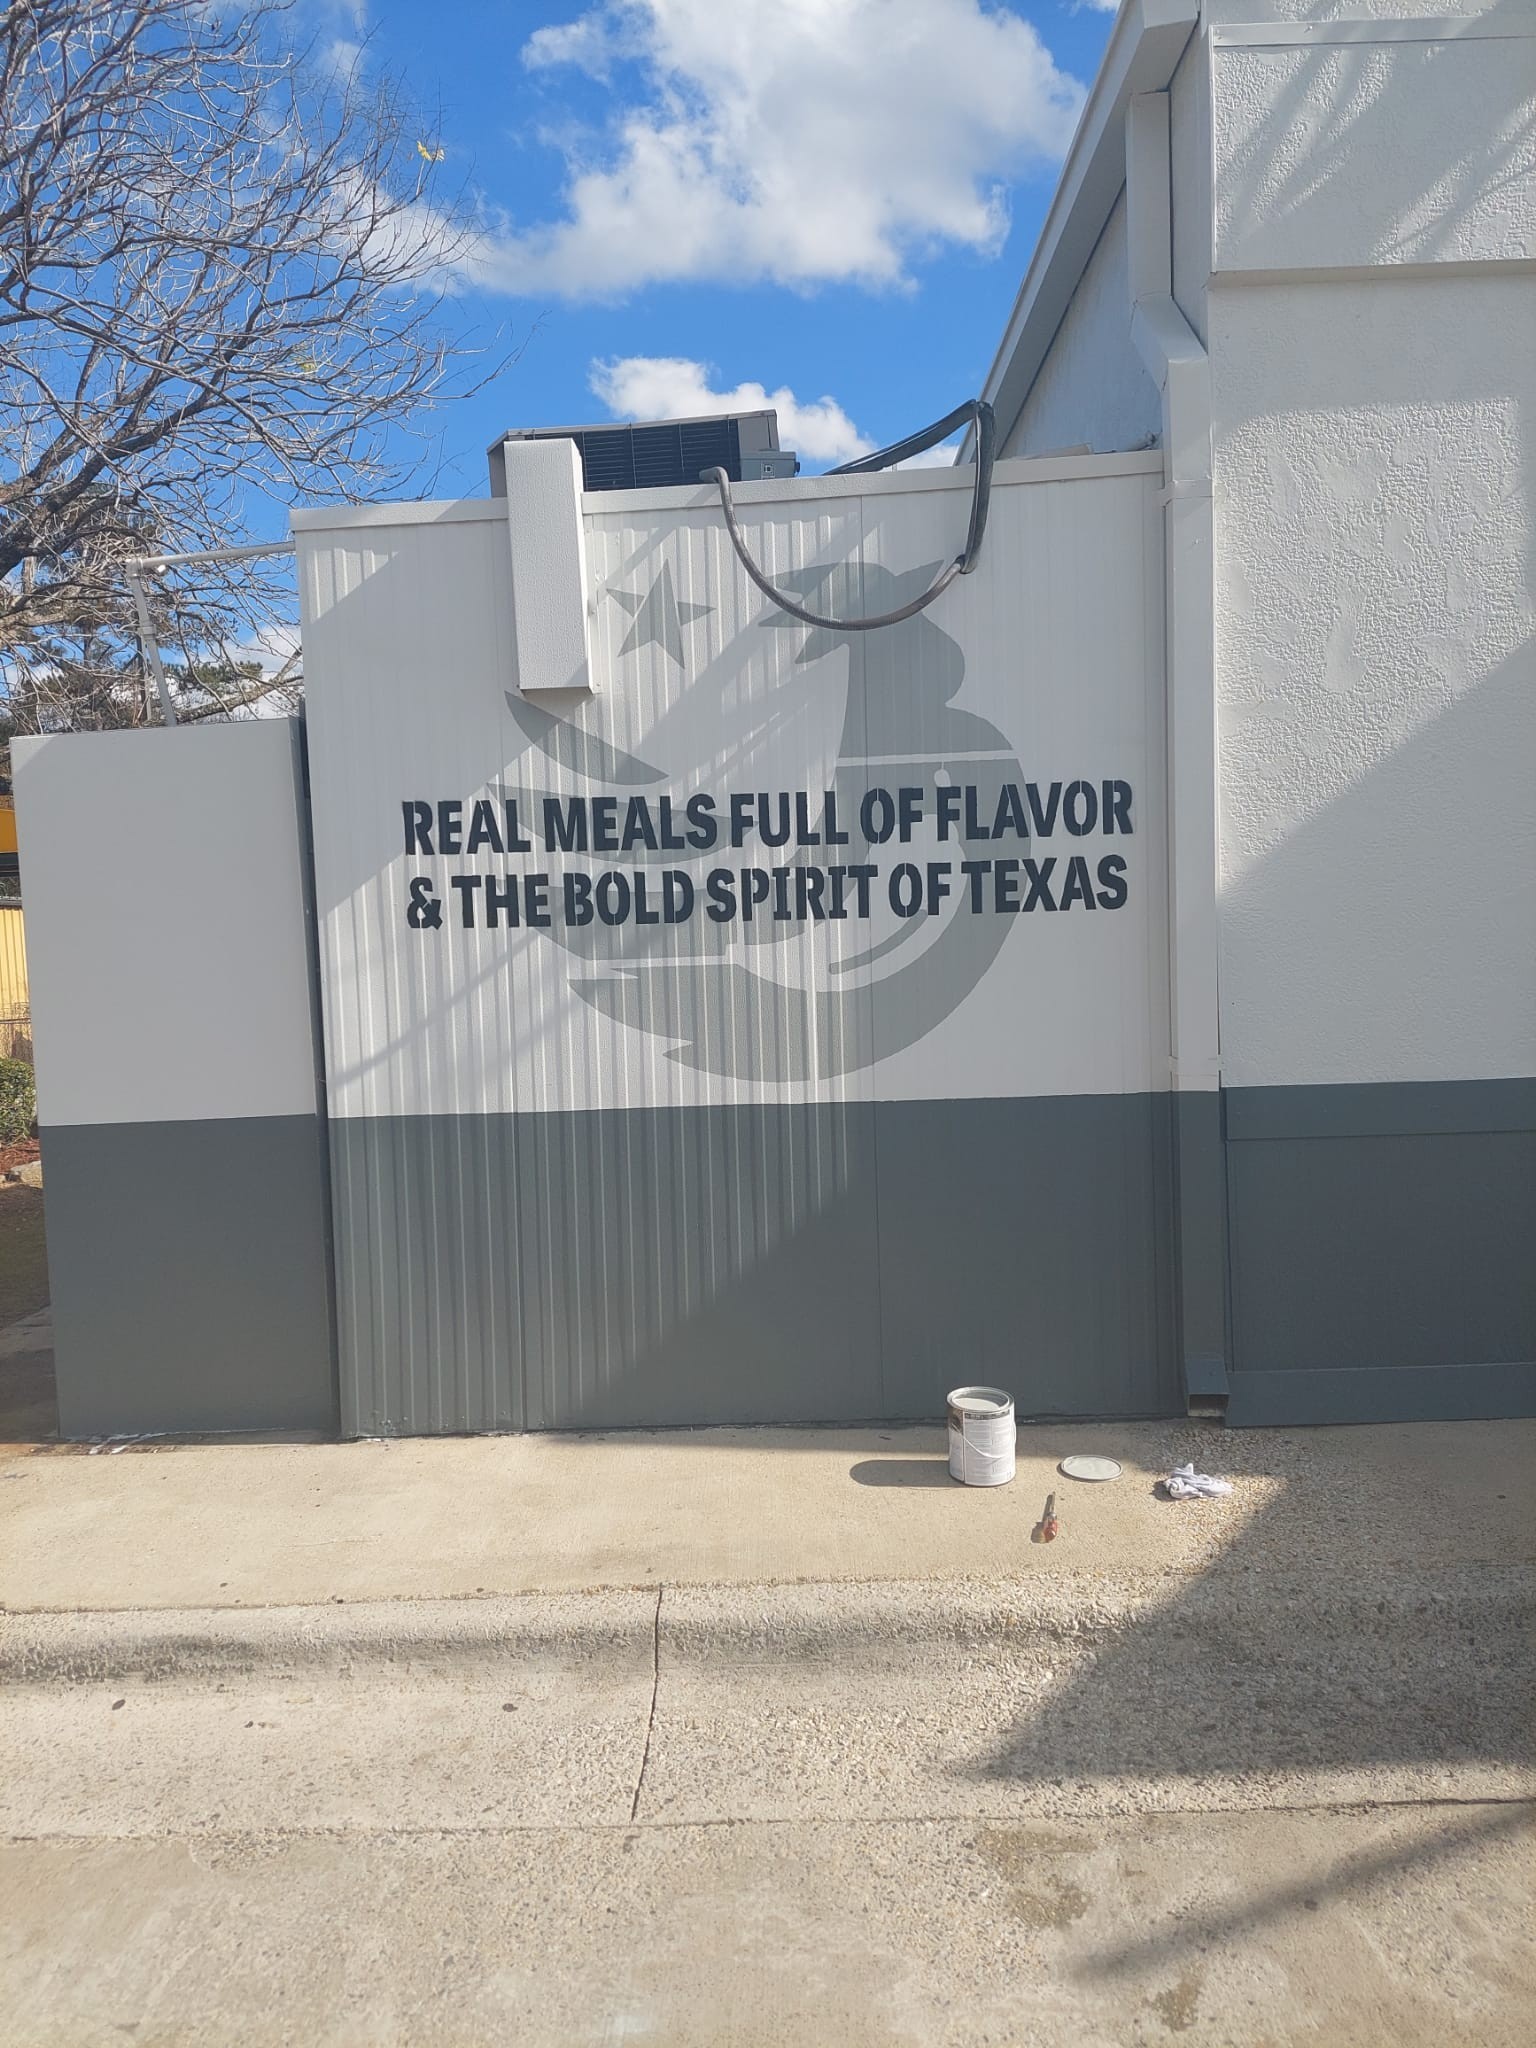 REAL MEALS FULL OF FLAVOR
& THE BOLD SPIRIT OF TEXAS